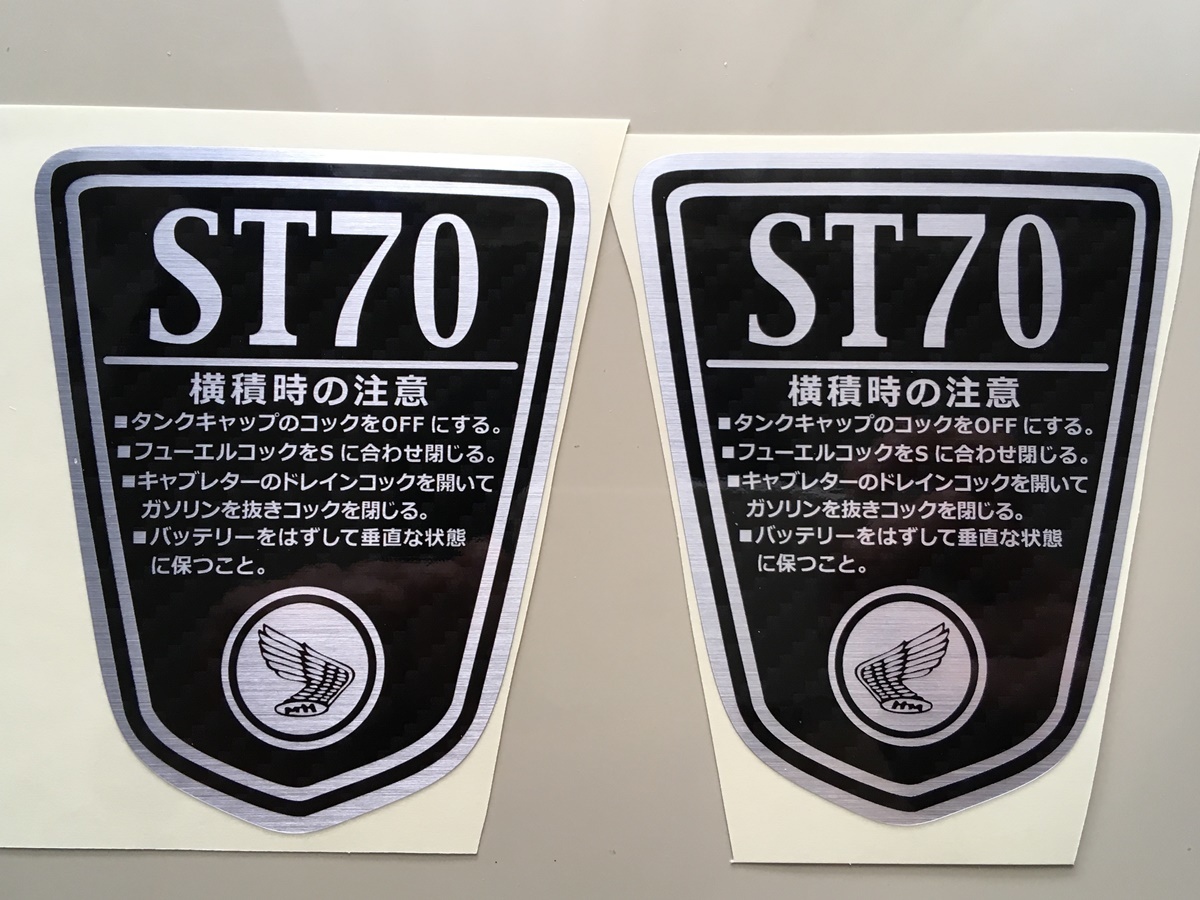 ST70
横積時の注意
■タンクキャップのコックをOFFにする。
■フューエルコックをSに合わせ閉じる。
■キャブレターのドレインコックを開いて
ガソリンを抜きコックを閉じる。
■バッテリーをはずして垂直な状態
に保つこと。
HM
ST70
横積時の注意
■タンクキャップのコックをOFFにする。
■フューエルコックをSに合わせ閉じる。
■キャブレターのドレインコックを開いて
ガソリンを抜きコックを閉じる。
■バッテリーをはずして垂直な状態
に保つこと。
HM